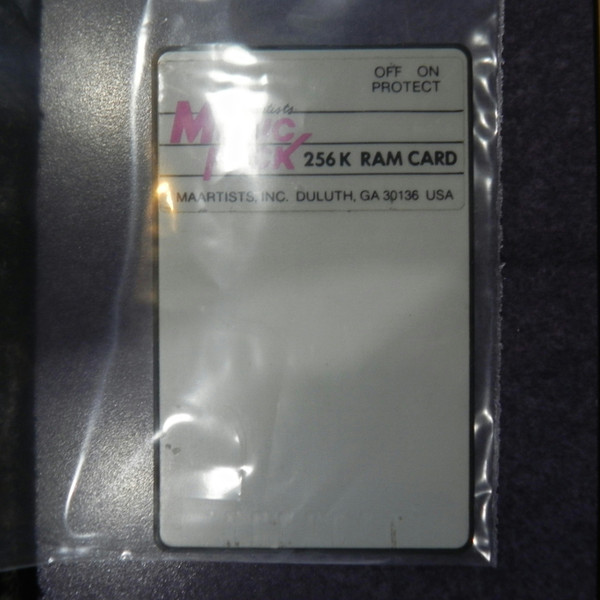 OFF ON
PROTECT
256K RAM CARD
MAARTISTS, INC. DULUTH, GA 30136 USA